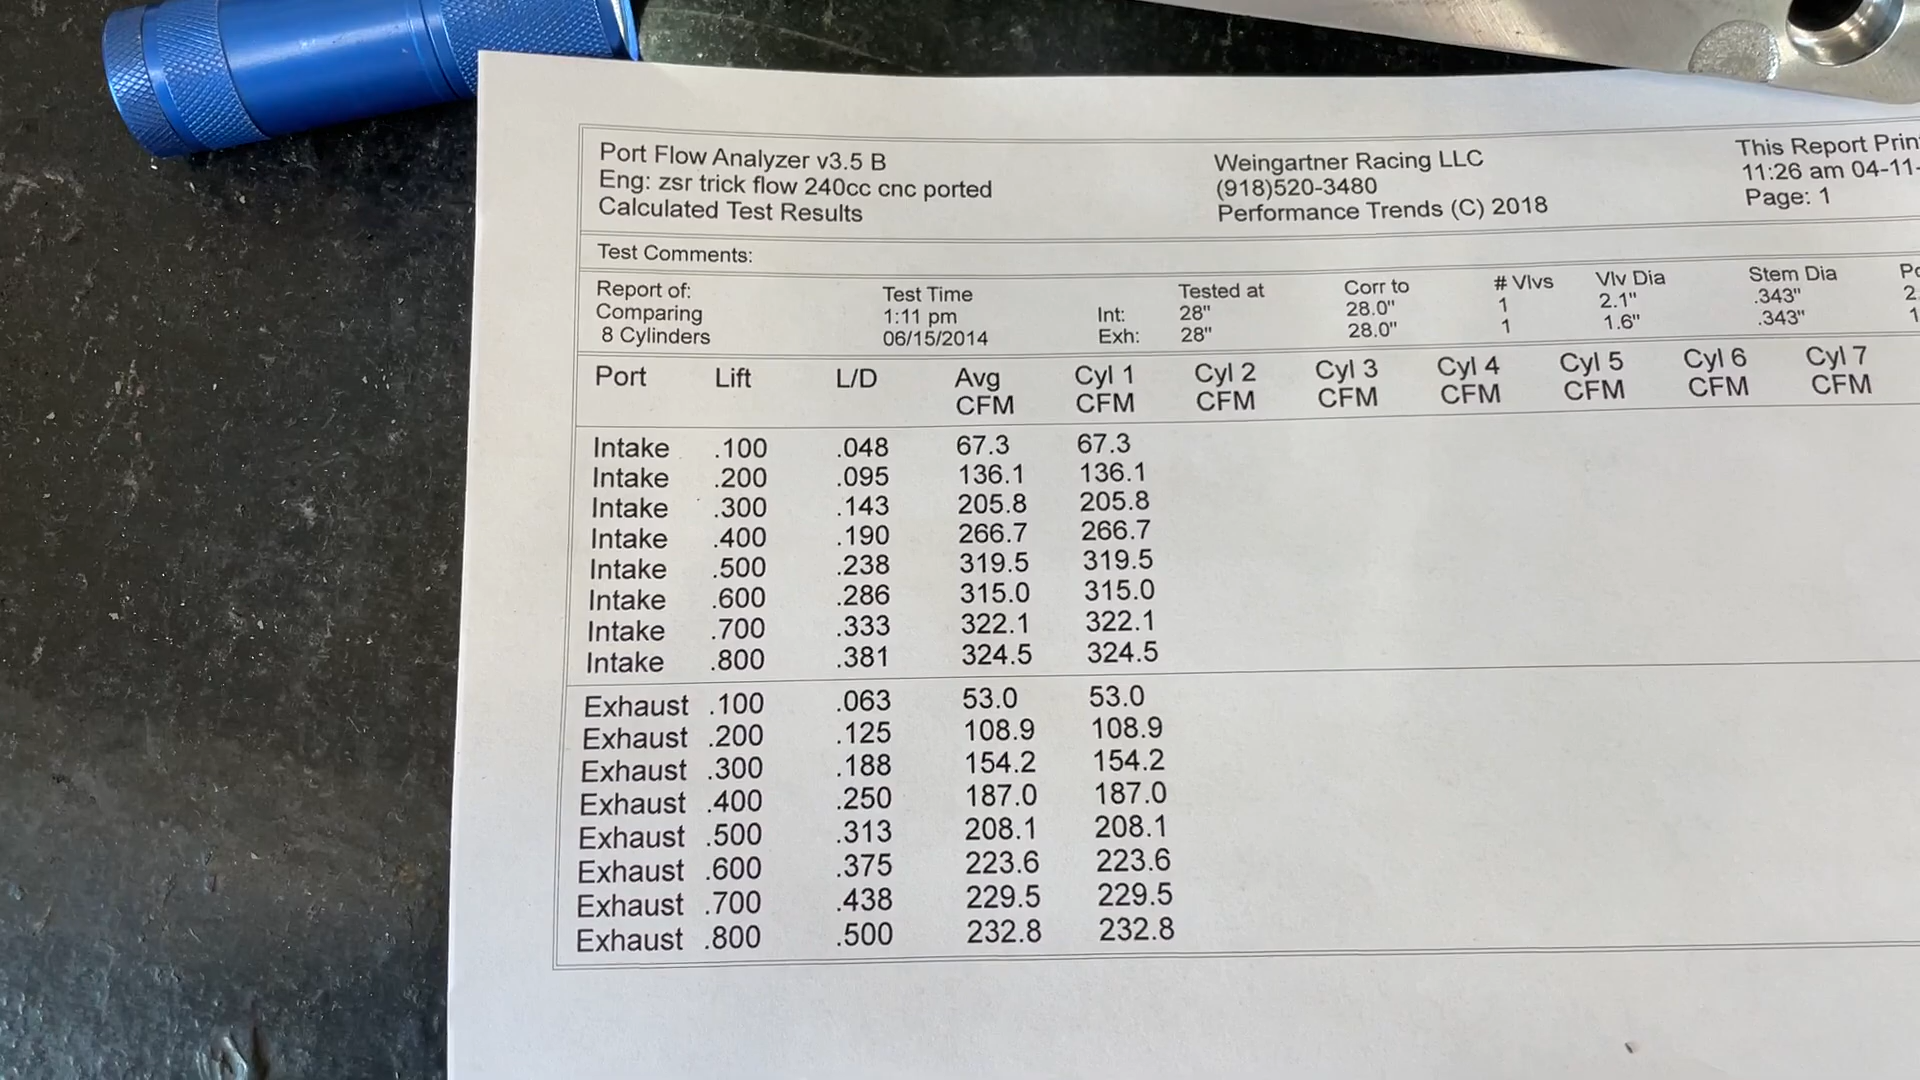 Port Flow Analyzer v3.5 B Weingartner Racing LLC This Report
Eng: zsr trick flow 240cc cnc ported (918)520-3480 11:26 am 04-11-
Calculated Test Results Performance Trends (C) 2018 Page: 1
Test Comments:
Report of: Test Time Tested at Corr to # Vlvs Vlv Dia Stem Dia
Comparing 1:11 pm Int: 28" 28.0" 1 2.1" .343"
8 Cylinders 06/15/2014 Exh: 28" 28.0" 1 1.6" .343"
Port Lift L/D Avg Cyl 1 Cyl 2 Cyl 3 Cyl 4 Cyl 5 Cyl 6 Cyl 7
CFM CFM CFM CFM CFM CFM CFM CFM
Intake .100 .048 67.3 67.3
Intake .200 .095 136.1 136.1
Intake .300 .143 205.8 205.8
Intake .400 .190 266.7 266.7
Intake .500 .238 319.5 319.5
Intake .600 .286 315.0 315.0
Intake .700 .333 322.1 322.1
Intake .800 .381 324.5 324.5
Exhaust .100 .063 53.0 53.0
Exhaust .200 .125 108.9 108.9
Exhaust .300 .188 154.2 154.2
Exhaust .400 .250 187.0 187.0
Exhaust .500 .313 208.1 208.1
Exhaust .600 .375 223.6 223.6
Exhaust .700 .438 229.5 229.5
Exhaust .800 .500 232.8 232.8